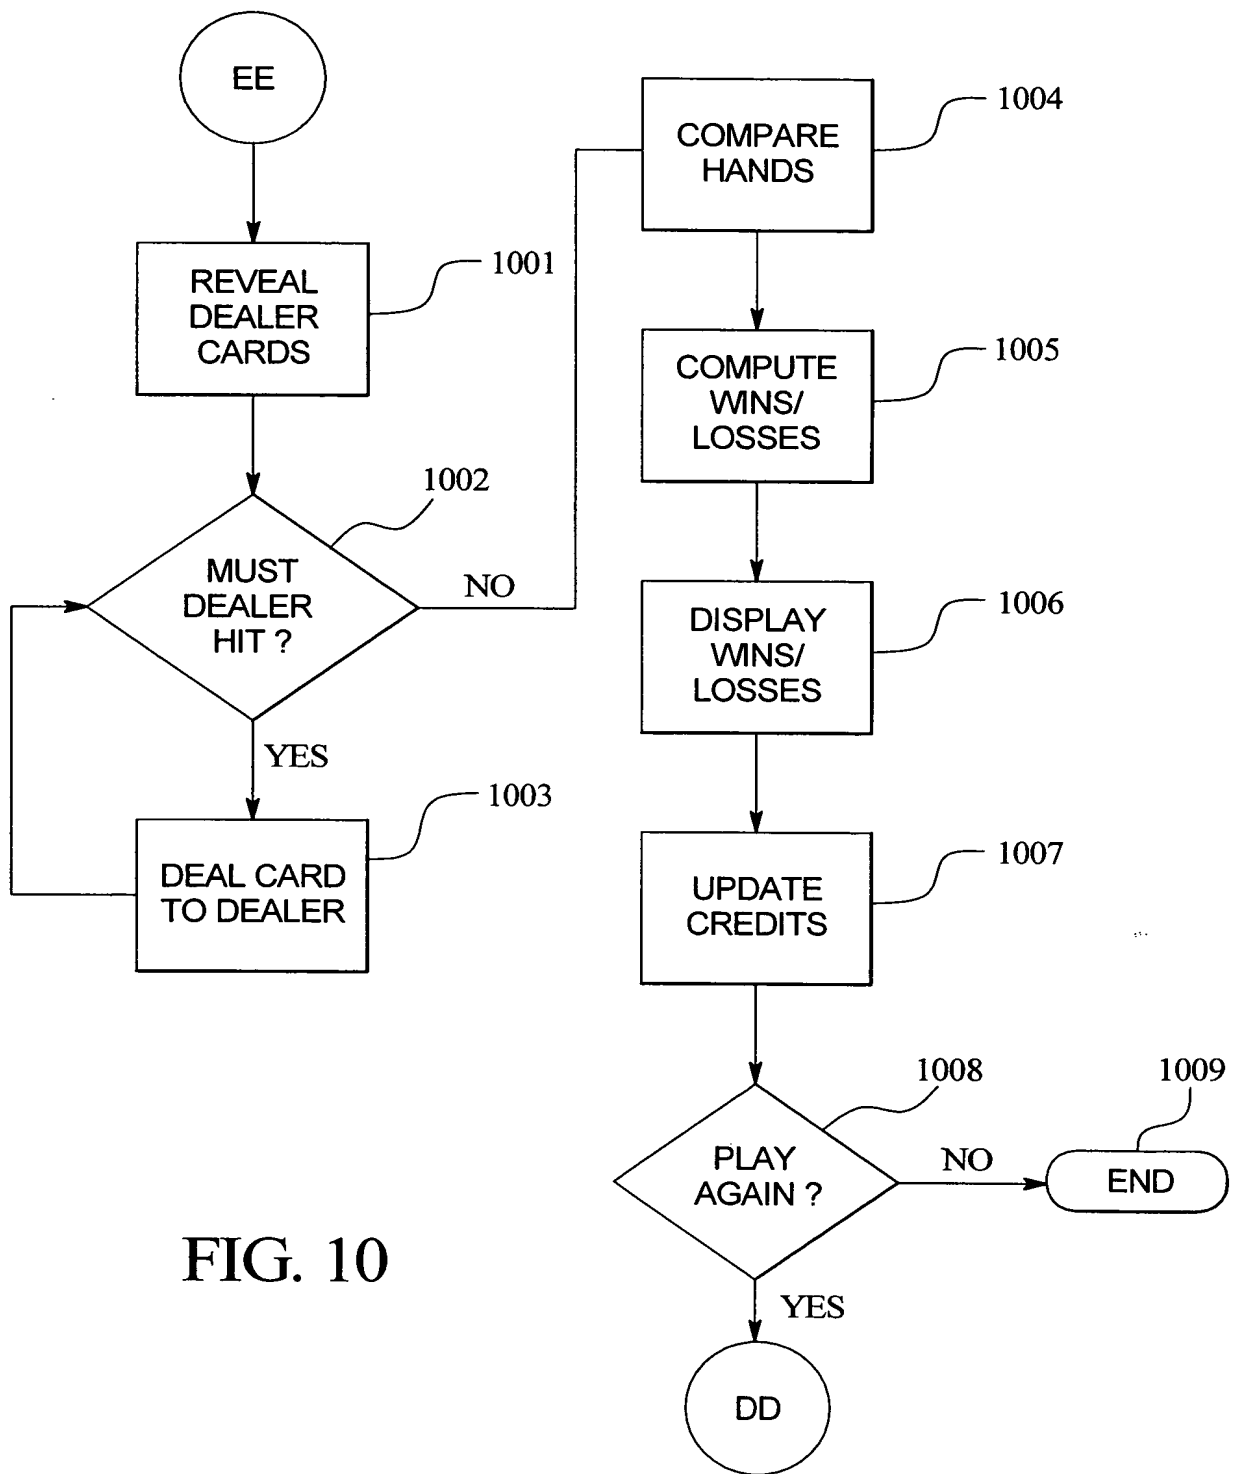 EE
REVEAL
DEALER
CARDS
1001
MUST
DEALER
HIT ?
1002
NO
YES
DEAL CARD
TO DEALER
1003
COMPARE
HANDS
1004
COMPUTE
WINS/
LOSSES
1005
DISPLAY
WINS/
LOSSES
1006
UPDATE
CREDITS
1007
PLAY
AGAIN ?
1008
NO
END
1009
YES
DD
FIG. 10